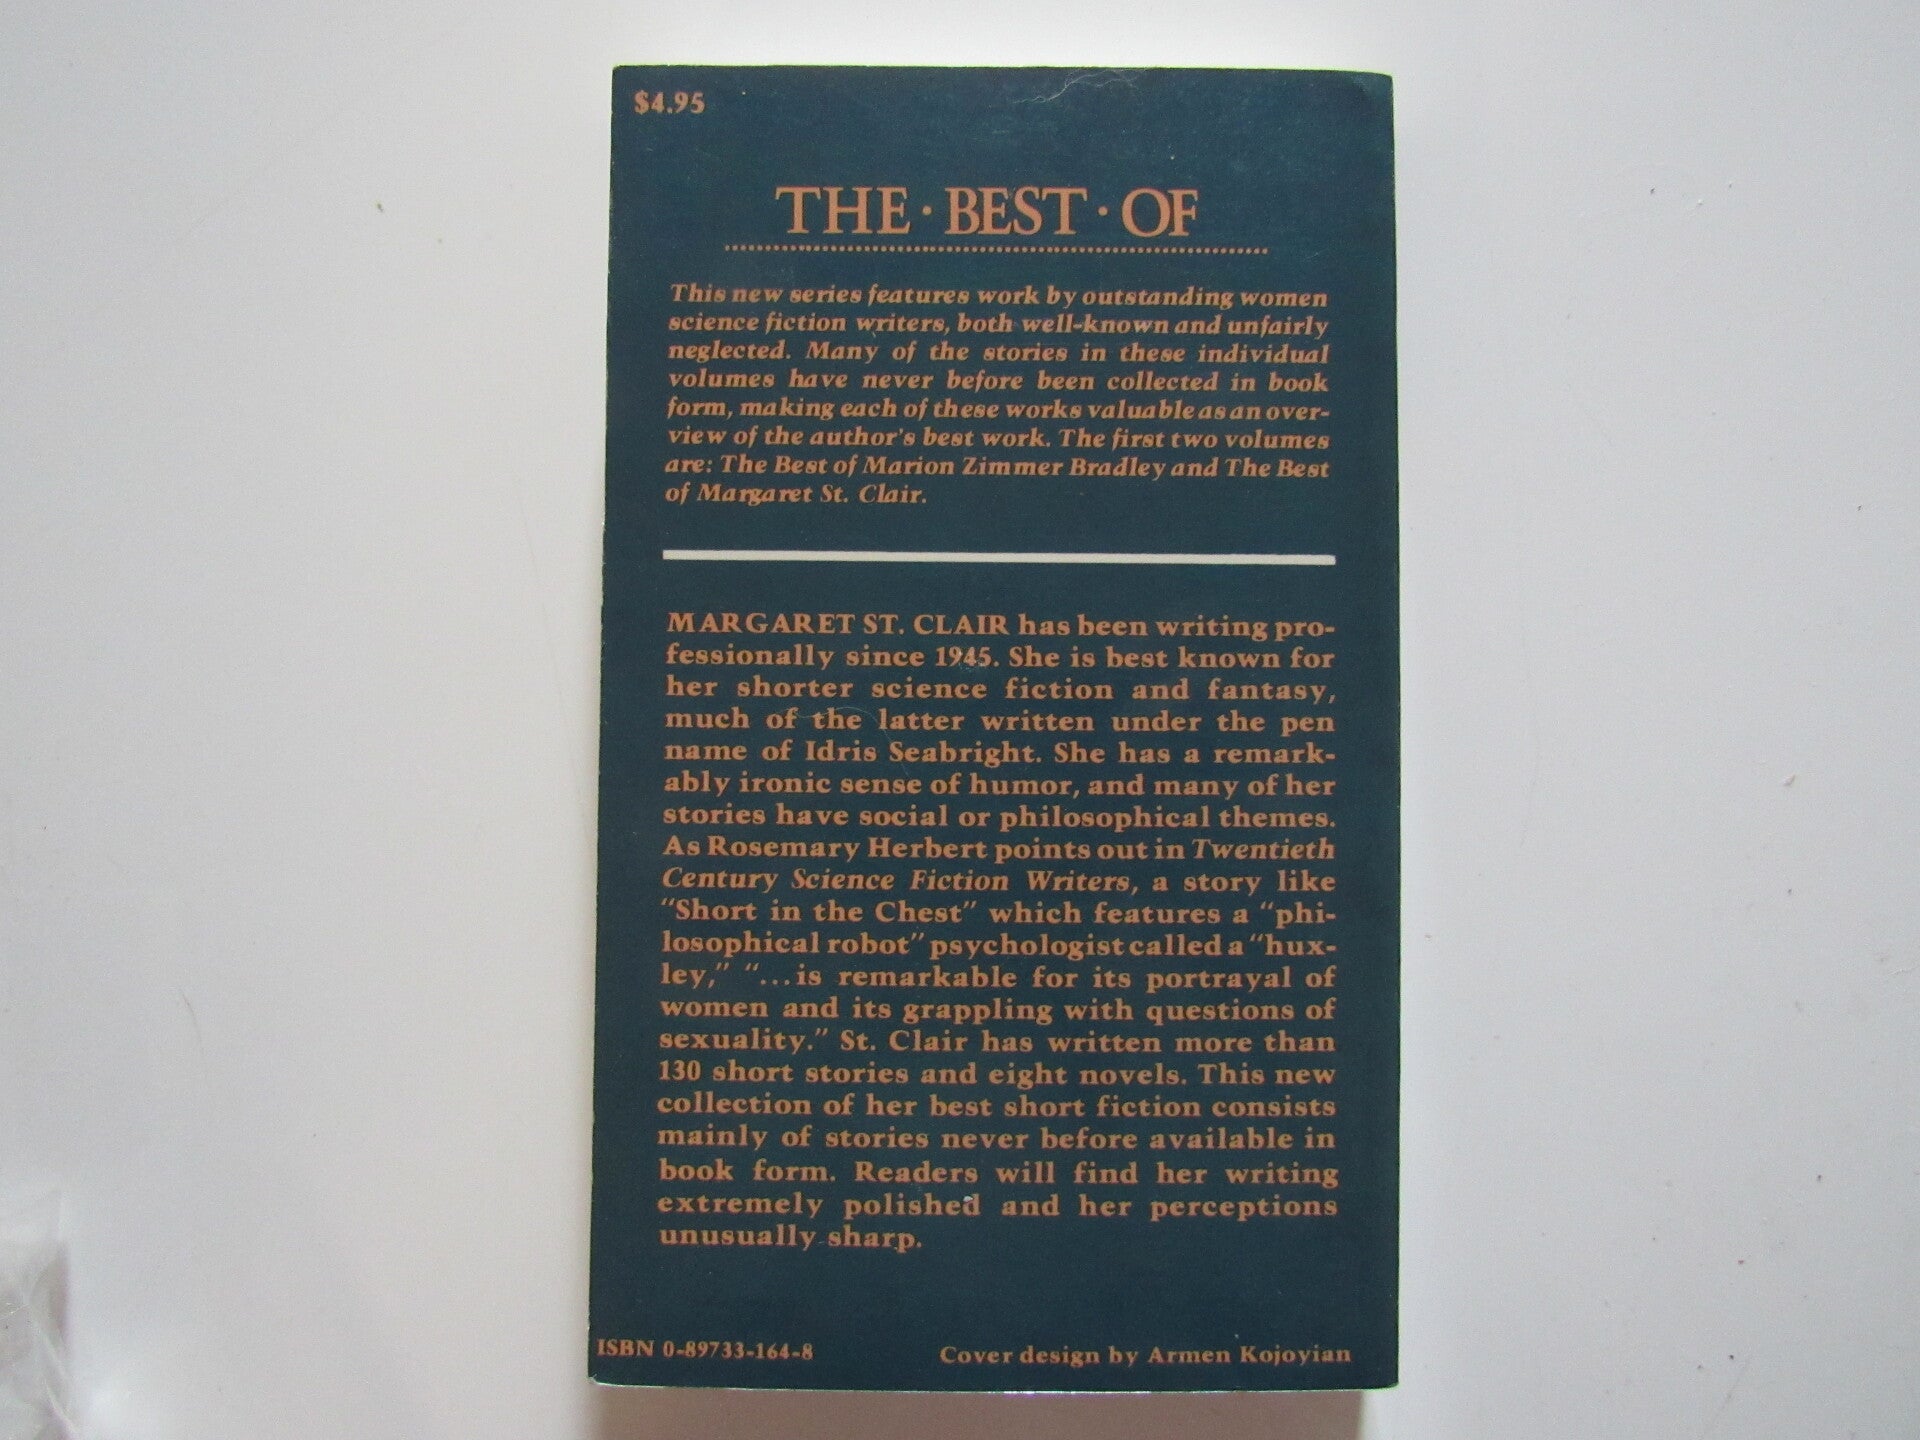 $4.95
THE · BEST · OF
This new series features work by outstanding women
science fiction writers, both well-known and unfairly
neglected. Many of the stories in these individual
volumes have never before been collected in book
form, making each of these works valuable as an over-
view of the author's best work. The first two volumes
are: The Best of Marion Zimmer Bradley and The Best
of Margaret St. Clair.
MARGARET ST. CLAIR has been writing pro-
fessionally since 1945. She is best known for
her shorter science fiction and fantasy,
much of the latter written under the pen
name of Idris Seabright. She has a remark-
ably ironic sense of humor, and many of her
stories have social or philosophical themes.
As Rosemary Herbert points out in Twentieth
Century Science Fiction Writers, a story like
"Short in the Chest" which features a "phi-
losophical robot" psychologist called a "hux-
ley," "...is remarkable for its portrayal of
women and its grappling with questions of
sexuality." St. Clair has written more than
130 short stories and eight novels. This new
collection of her best short fiction consists
mainly of stories never before available in
book form. Readers will find her writing
extremely polished and her perceptions
unusually sharp.
ISBN 0-89733-164-8
Cover design by Armen Kojoyian